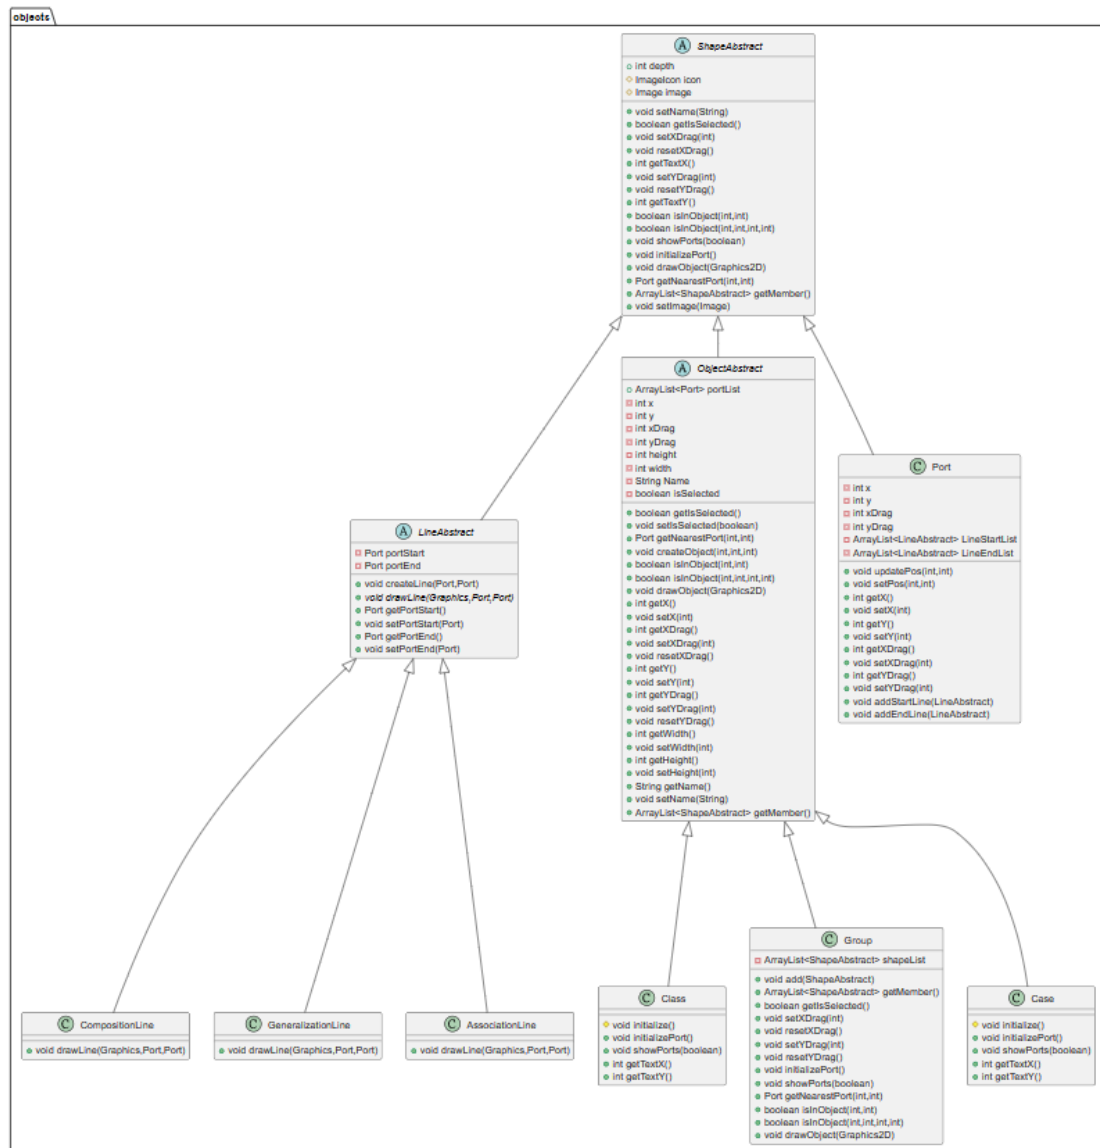 objects
A ShapeAbstract
int depth
ImageIcon icon
Image image
void setName(String)
boolean getIsSelected()
void setXDrag(int)
void resetXDrag()
int getTextX()
void setYDrag(int)
void resetYDrag()
int getTextY()
boolean isInObject(int,int)
boolean isInObject(int,int,int,int)
void showPorts(boolean)
void initializePort()
void drawObject(Graphics2D)
Port getNearestPort(int,int)
ArrayList<ShapeAbstract> getMember()
void setImage(Image)
A ObjectAbstract
ArrayList<Port> portList
int x
int y
int xDrag
int yDrag
int height
int width
String Name
boolean isSelected
boolean getIsSelected()
void setIsSelected(boolean)
Port getNearestPort(int,int)
void createObject(int,int,int)
boolean isInObject(int,int)
boolean isInObject(int,int,int,int)
void drawObject(Graphics2D)
int getX()
void setX(int)
int getXDrag()
void setXDrag(int)
void resetXDrag()
int getY()
void setY(int)
int getYDrag()
void setYDrag(int)
void resetYDrag()
int getWidth()
void setWidth(int)
int getHeight()
void setHeight(int)
String getName()
void setName(String)
ArrayList<ShapeAbstract> getMember()
C Port
int x
int y
int xDrag
int yDrag
ArrayList<LineAbstract> LineStartList
ArrayList<LineAbstract> LineEndList
void updatePos(int,int)
void setPos(int,int)
int getX()
void setX(int)
int getY()
void setY(int)
int getXDrag()
void setXDrag(int)
int getYDrag()
void setYDrag(int)
void addStartLine(LineAbstract)
void addEndLine(LineAbstract)
A LineAbstract
Port portStart
Port portEnd
void createLine(Port,Port)
void drawLine(Graphics,Port,Port)
Port getPortStart()
void setPortStart(Port)
Port getPortEnd()
void setPortEnd(Port)
C CompositionLine
void drawLine(Graphics,Port,Port)
C GeneralizationLine
void drawLine(Graphics,Port,Port)
C AssociationLine
void drawLine(Graphics,Port,Port)
C Class
void initialize()
void initializePort()
void showPorts(boolean)
int getTextX()
int getTextY()
C Group
ArrayList<ShapeAbstract> shapeList
void add(ShapeAbstract)
ArrayList<ShapeAbstract> getMember()
boolean getIsSelected()
void setXDrag(int)
void resetXDrag()
void setYDrag(int)
void resetYDrag()
void initializePort()
void showPorts(boolean)
Port getNearestPort(int,int)
boolean isInObject(int,int)
boolean isInObject(int,int,int,int)
void drawObject(Graphics2D)
C Case
void initialize()
void initializePort()
void showPorts(boolean)
int getTextX()
int getTextY()